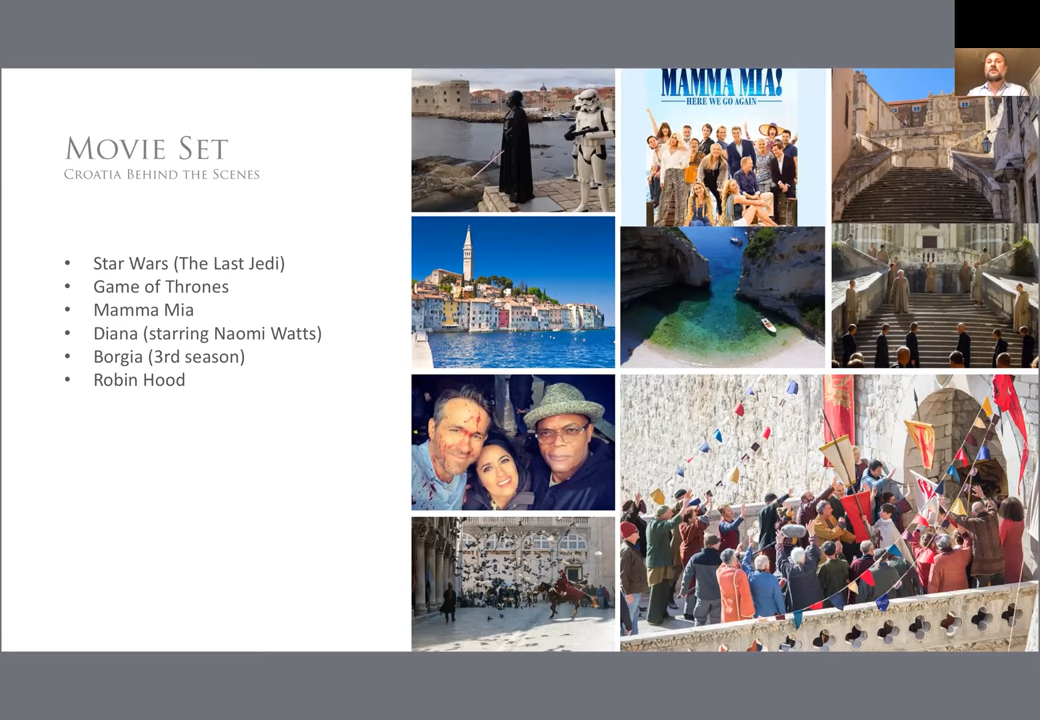 MOVIE SET
CROATIA BEHIND THE SCENES
• Star Wars (The Last Jedi)
• Game of Thrones
• Mamma Mia
• Diana (starring Naomi Watts)
• Borgia (3rd season)
• Robin Hood
MAMMA MIA!
HERE WE GO AGAIN